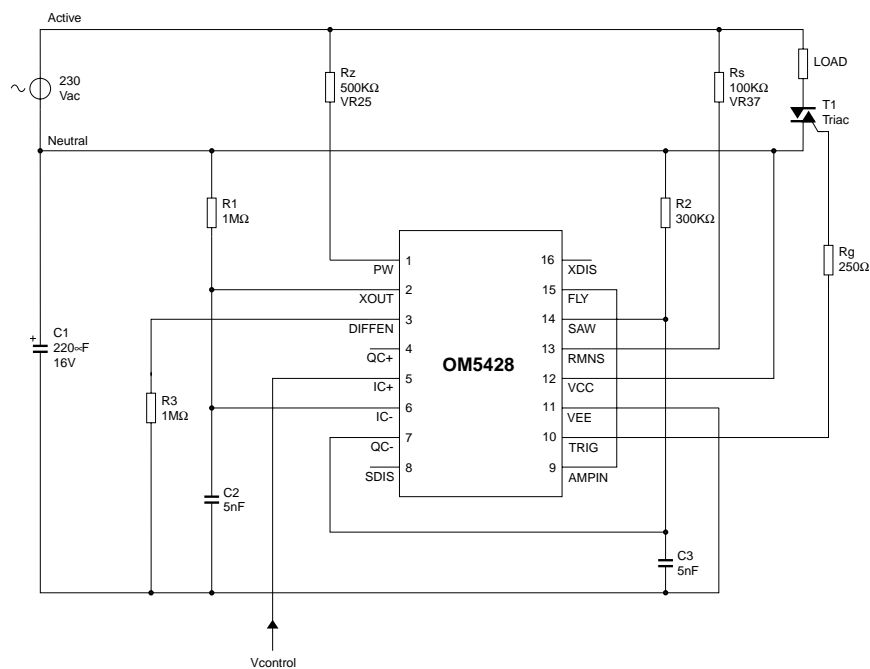 Active
230
Vac
Neutral
Rz
500KΩ
VR25
Rs
100KΩ
VR37
LOAD
T1
Triac
R1
1MΩ
R2
300KΩ
Rg
250Ω
PW
1
XOUT
2
DIFFEN
3
QC+
4
IC+
5
IC-
6
QC-
7
SDIS
8
OM5428
16
XDIS
15
FLY
14
SAW
13
RMNS
12
VCC
11
VEE
10
TRIG
9
AMPIN
+
C1
220∝F
16V
R3
1MΩ
C2
5nF
C3
5nF
Vcontrol